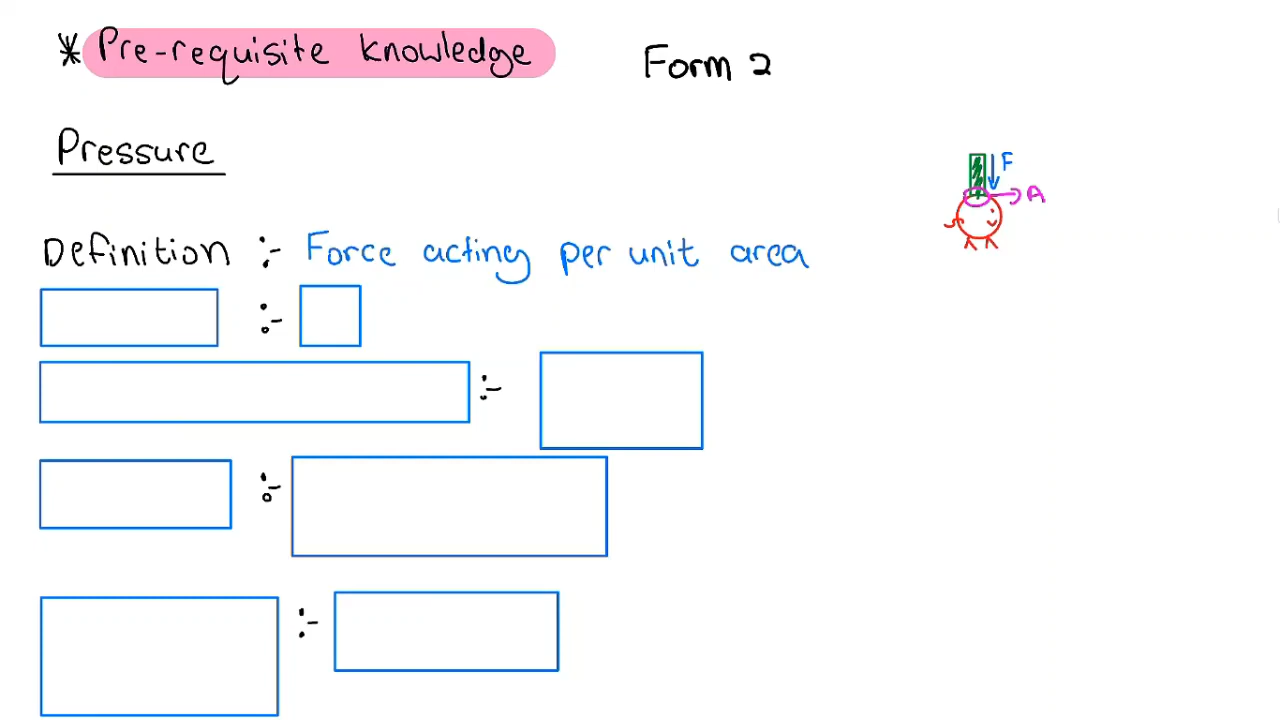 * Pre-requisite knowledge
Form 2
Pressure
F
A
Definition :- Force acting per unit area
:-
:-
:-
:-